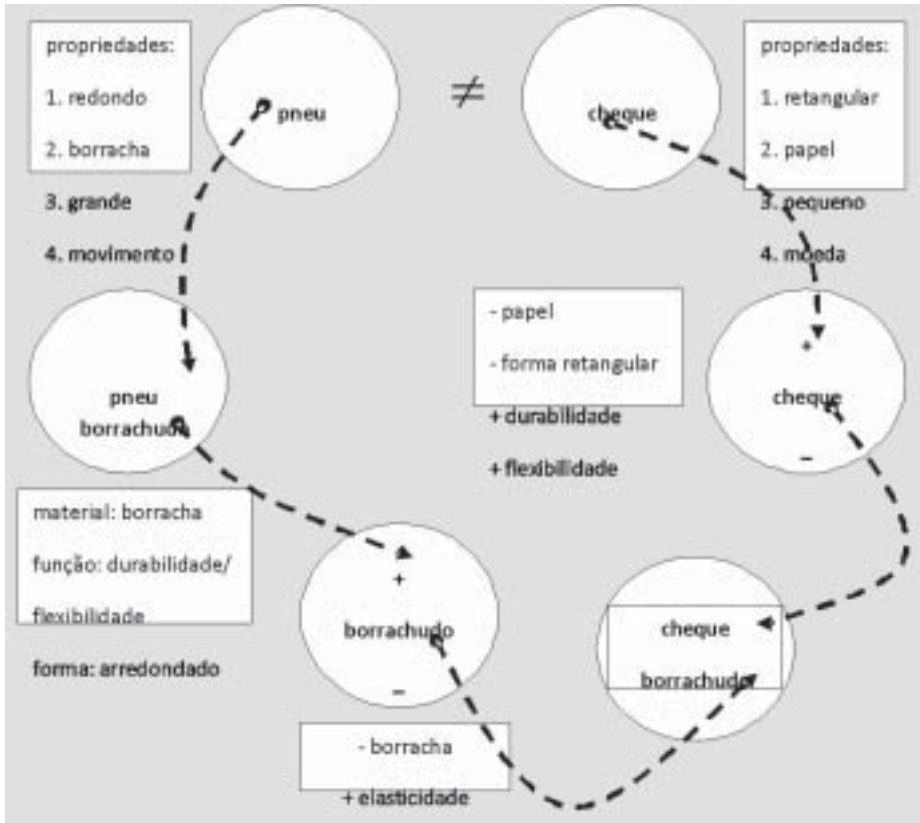 propriedades:
1. redondo
2. borracha
3. grande
4. movimento
pneu
≠
cheque
propriedades:
1. retangular
2. papel
3. pequeno
4. moeda
pneu
borrachudo
- papel
- forma retangular
+ durabilidade
+ flexibilidade
+
cheque
–
material: borracha
função: durabilidade/
flexibilidade
forma: arredondado
+
borrachudo
–
cheque
borrachudo
- borracha
+ elasticidade